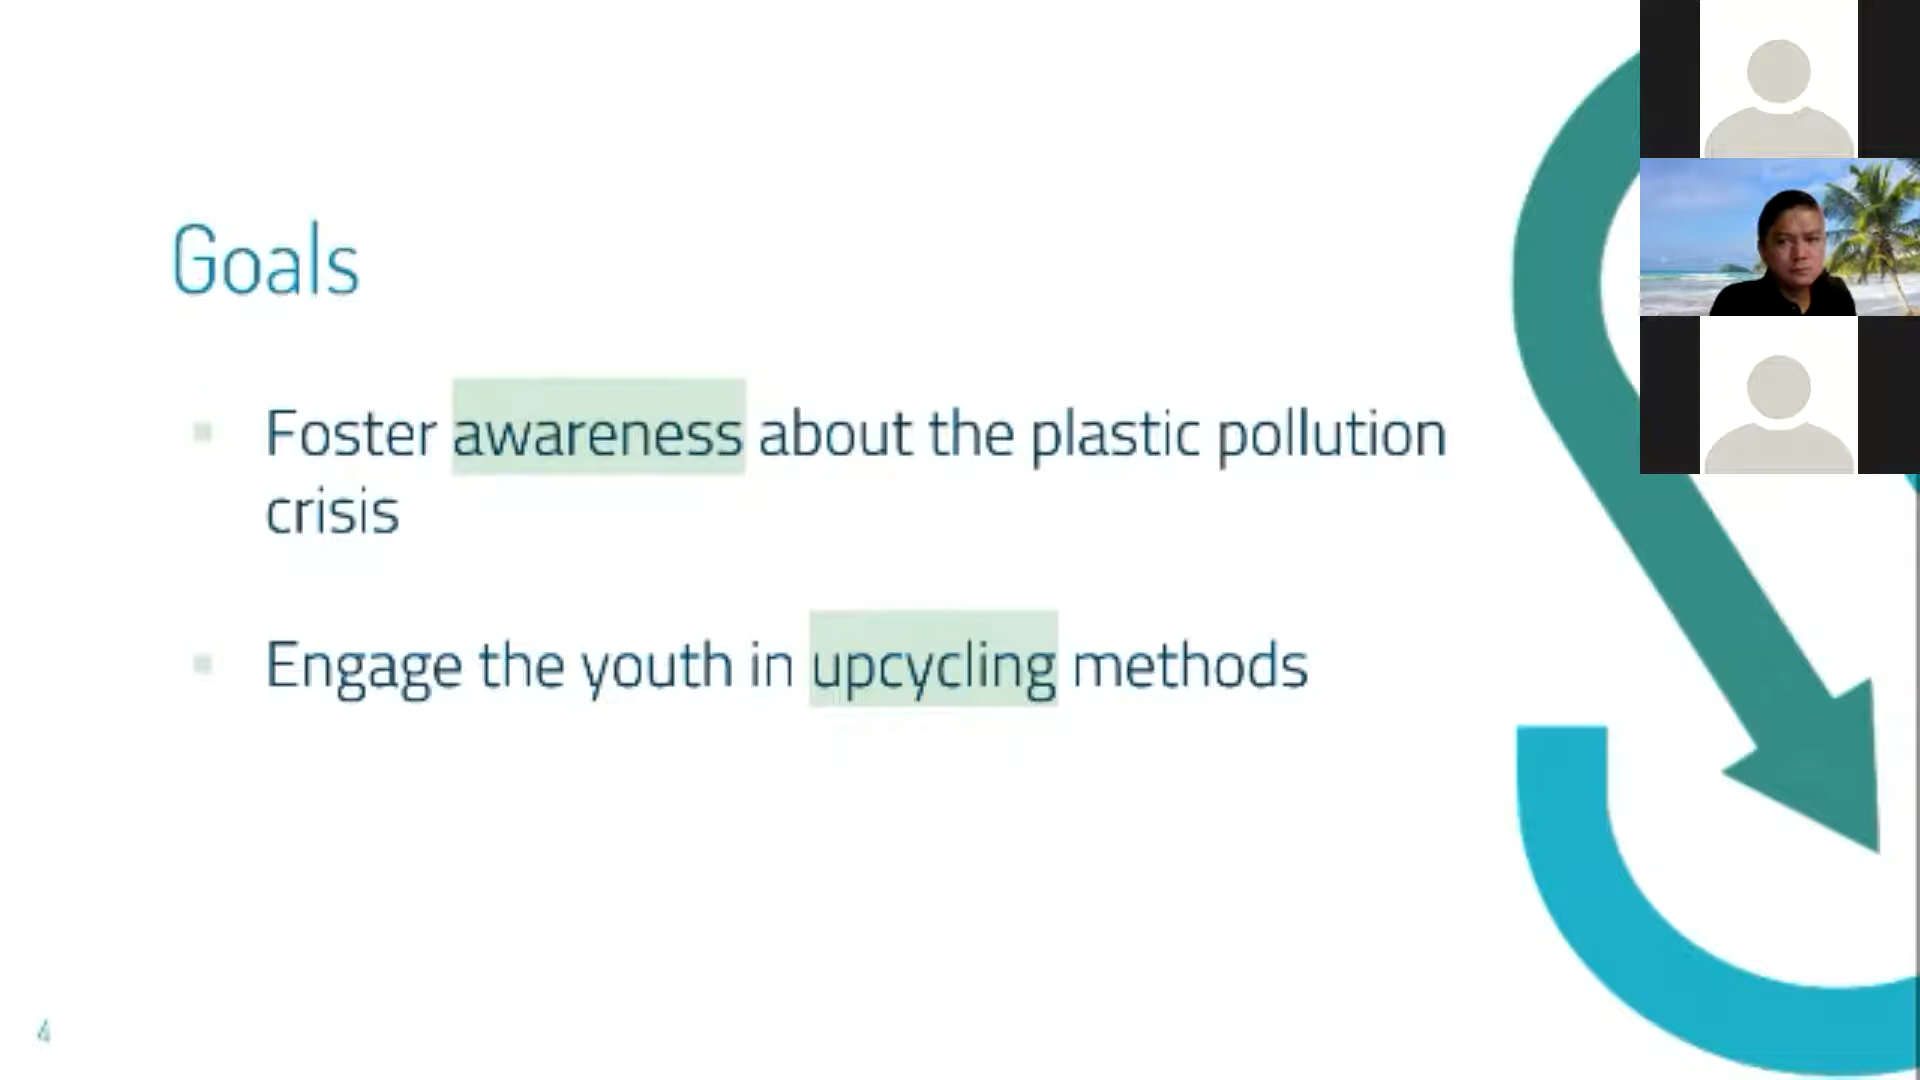 Goals
Foster awareness about the plastic pollution
crisis
Engage the youth in upcycling methods
4